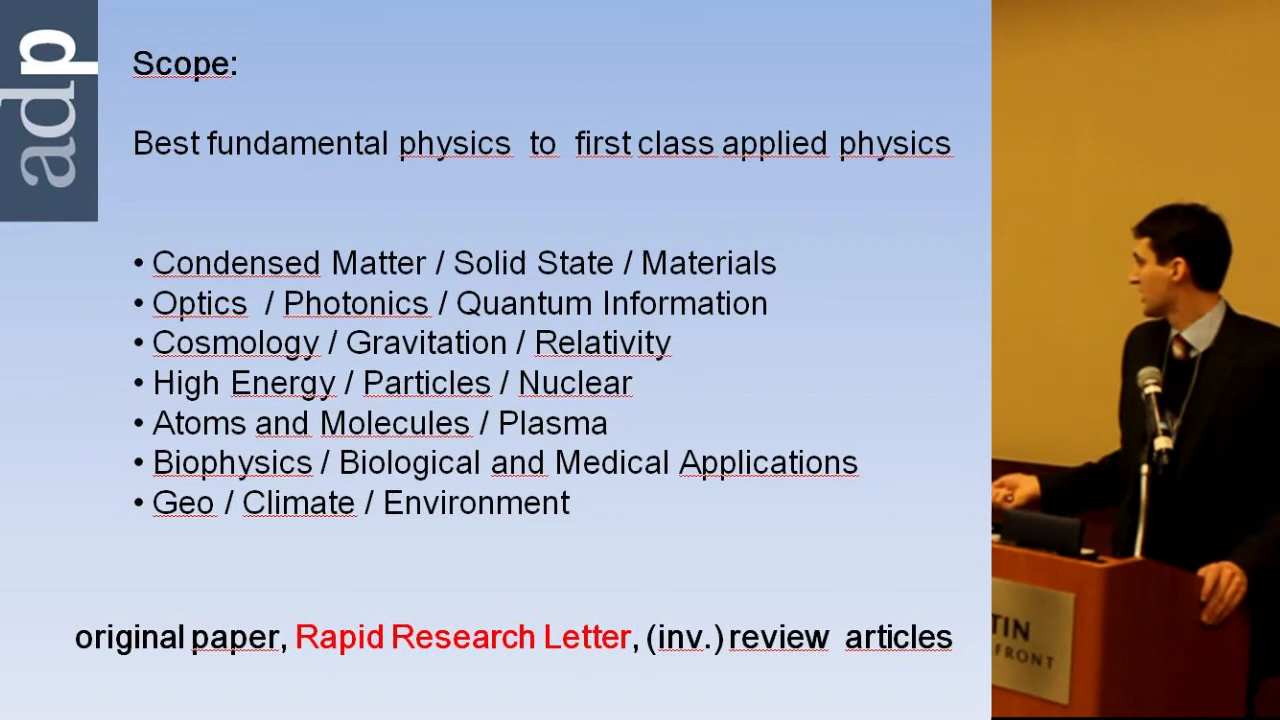 adp
Scope:
Best fundamental physics to first class applied physics
• Condensed Matter / Solid State / Materials
• Optics / Photonics / Quantum Information
• Cosmology / Gravitation / Relativity
• High Energy / Particles / Nuclear
• Atoms and Molecules / Plasma
• Biophysics / Biological and Medical Applications
• Geo / Climate / Environment
original paper, Rapid Research Letter, (inv.) review articles
TIN
FRONT